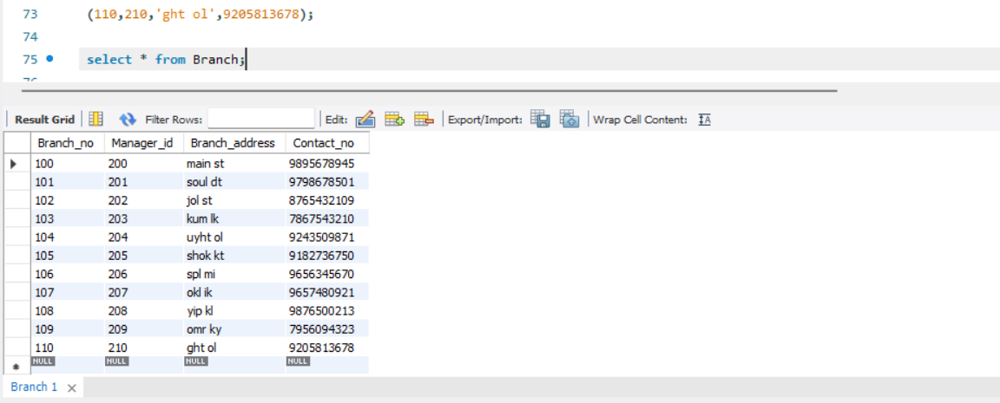 73 (110,210,'ght ol',9205813678);
74
75 select * from Branch;
Result Grid Filter Rows: Edit: Export/Import: Wrap Cell Content: IA
Branch_no Manager_id Branch_address Contact_no
100 200 main st 9895678945
101 201 soul dt 9798678501
102 202 jol st 8765432109
103 203 kum lk 7867543210
104 204 uyht ol 9243509871
105 205 shok kt 9182736750
106 206 spl mi 9656345670
107 207 okl ik 9657480921
108 208 yip kl 9876500213
109 209 omr ky 7956094323
110 210 ght ol 9205813678
NULL NULL NULL NULL
Branch 1